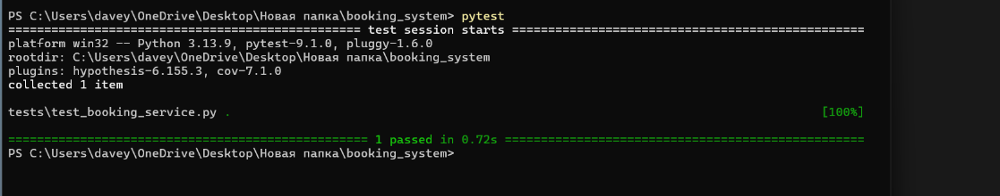 PS C:\Users\davey\OneDrive\Desktop\Новая папка\booking_system> pytest
================================================= test session starts =================================================
platform win32 -- Python 3.13.9, pytest-9.1.0, pluggy-1.6.0
rootdir: C:\Users\davey\OneDrive\Desktop\Новая папка\booking_system
plugins: hypothesis-6.155.3, cov-7.1.0
collected 1 item
tests\test_booking_service.py . [100%]
================================================== 1 passed in 0.72s ==================================================
PS C:\Users\davey\OneDrive\Desktop\Новая папка\booking_system>